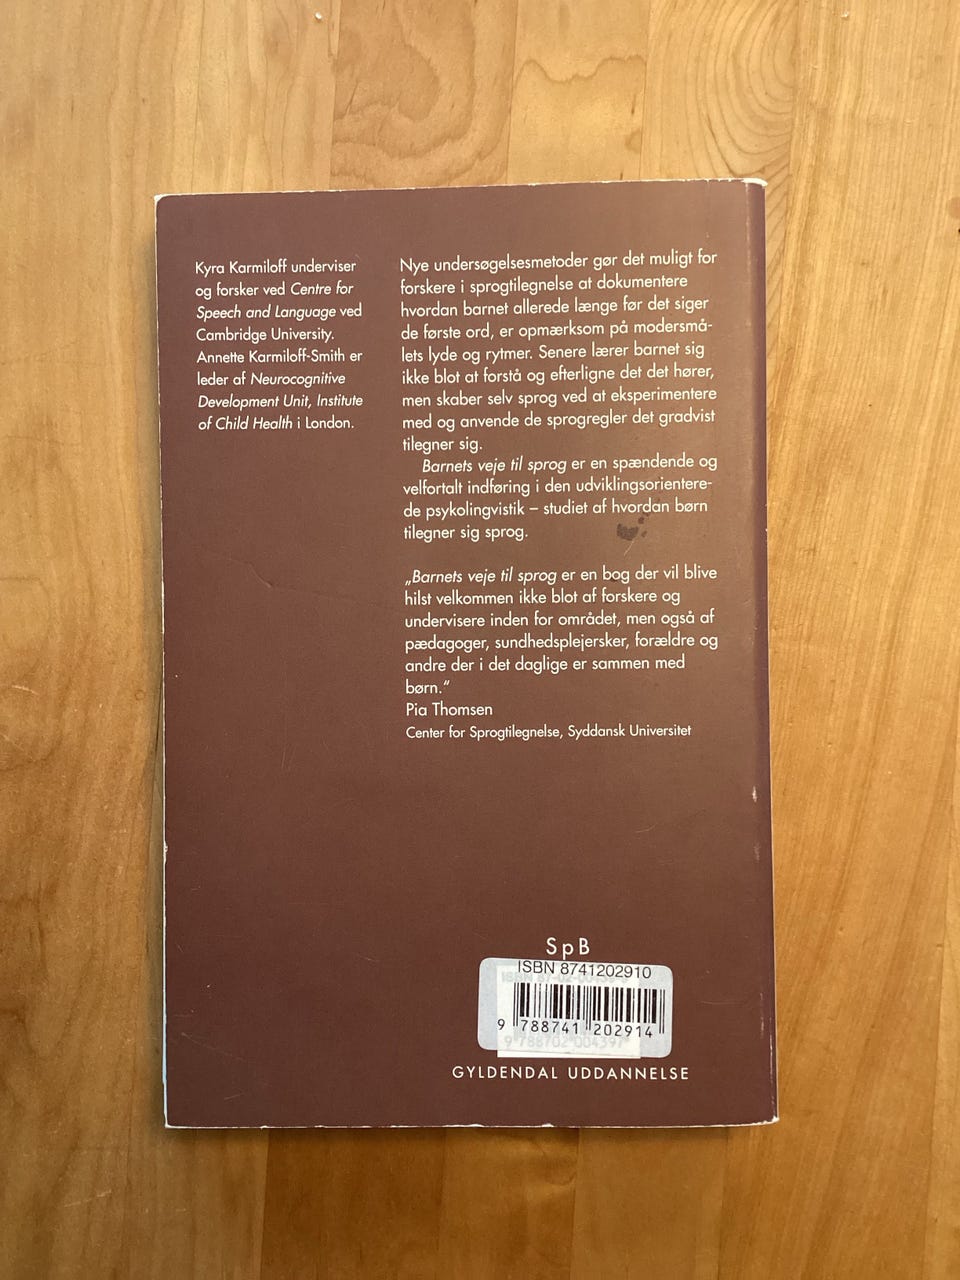 Kyra Karmiloff underviser
og forsker ved Centre for
Speech and Language ved
Cambridge University.
Annette Karmiloff-Smith er
leder af Neurocognitive
Development Unit, Institute
of Child Health i London.
Nye undersøgelsesmetoder gør det muligt for
forskere i sprogtilegnelse at dokumentere
hvordan barnet allerede længe før det siger
de første ord, er opmærksom på modersmå-
lets lyde og rytmer. Senere lærer barnet sig
ikke blot at forstå og efterligne det det hører,
men skaber selv sprog ved at eksperimentere
med og anvende de sprogregler det gradvist
tilegner sig.
Barnets veje til sprog er en spændende og
velfortalt indføring i den udviklingsorientere-
de psykolingvistik – studiet af hvordan børn
tilegner sig sprog.
„Barnets veje til sprog er en bog der vil blive
hilst velkommen ikke blot af forskere og
undervisere inden for området, men også af
pædagoger, sundhedsplejersker, forældre og
andre der i det daglige er sammen med
børn.“
Pia Thomsen
Center for Sprogtilegnelse, Syddansk Universitet
SpB
ISBN 8741202910
9 788741 202914
9 788702 004397
GYLDENDAL UDDANNELSE